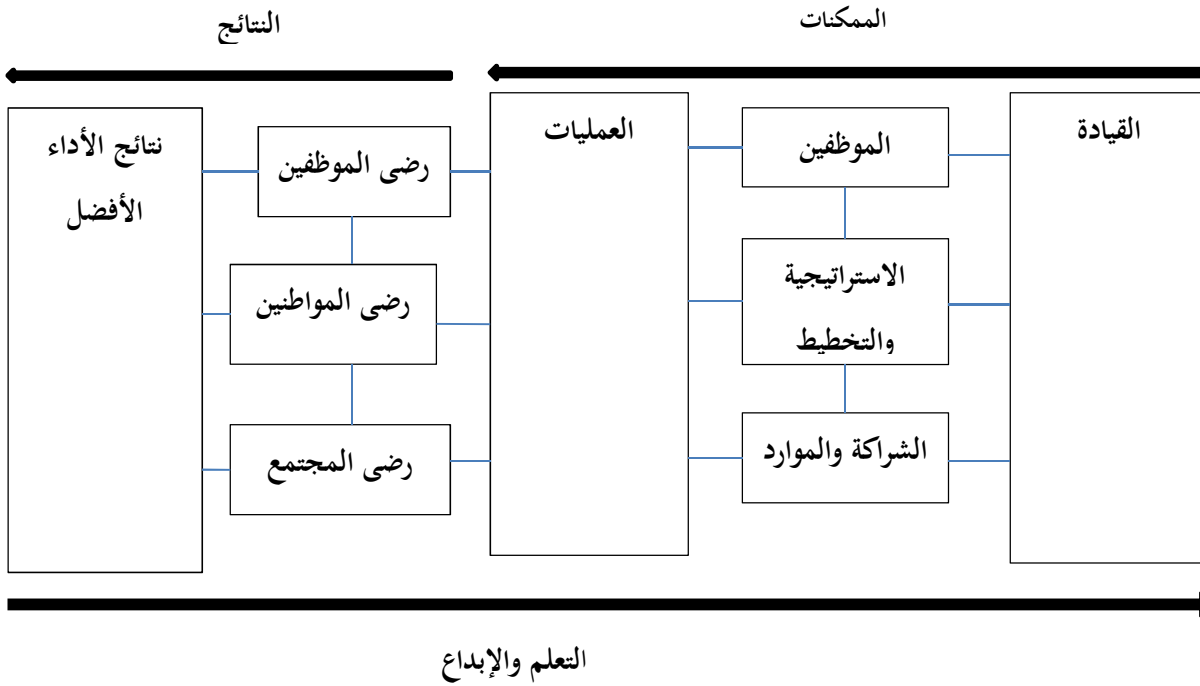 الممكنات
النتائج
القيادة
الموظفين
الاستراتيجية
والتخطيط
الشراكة والموارد
العمليات
رضى الموظفين
رضى المواطنين
رضى المجتمع
نتائج الأداء
الأفضل
التعلم والإبداع